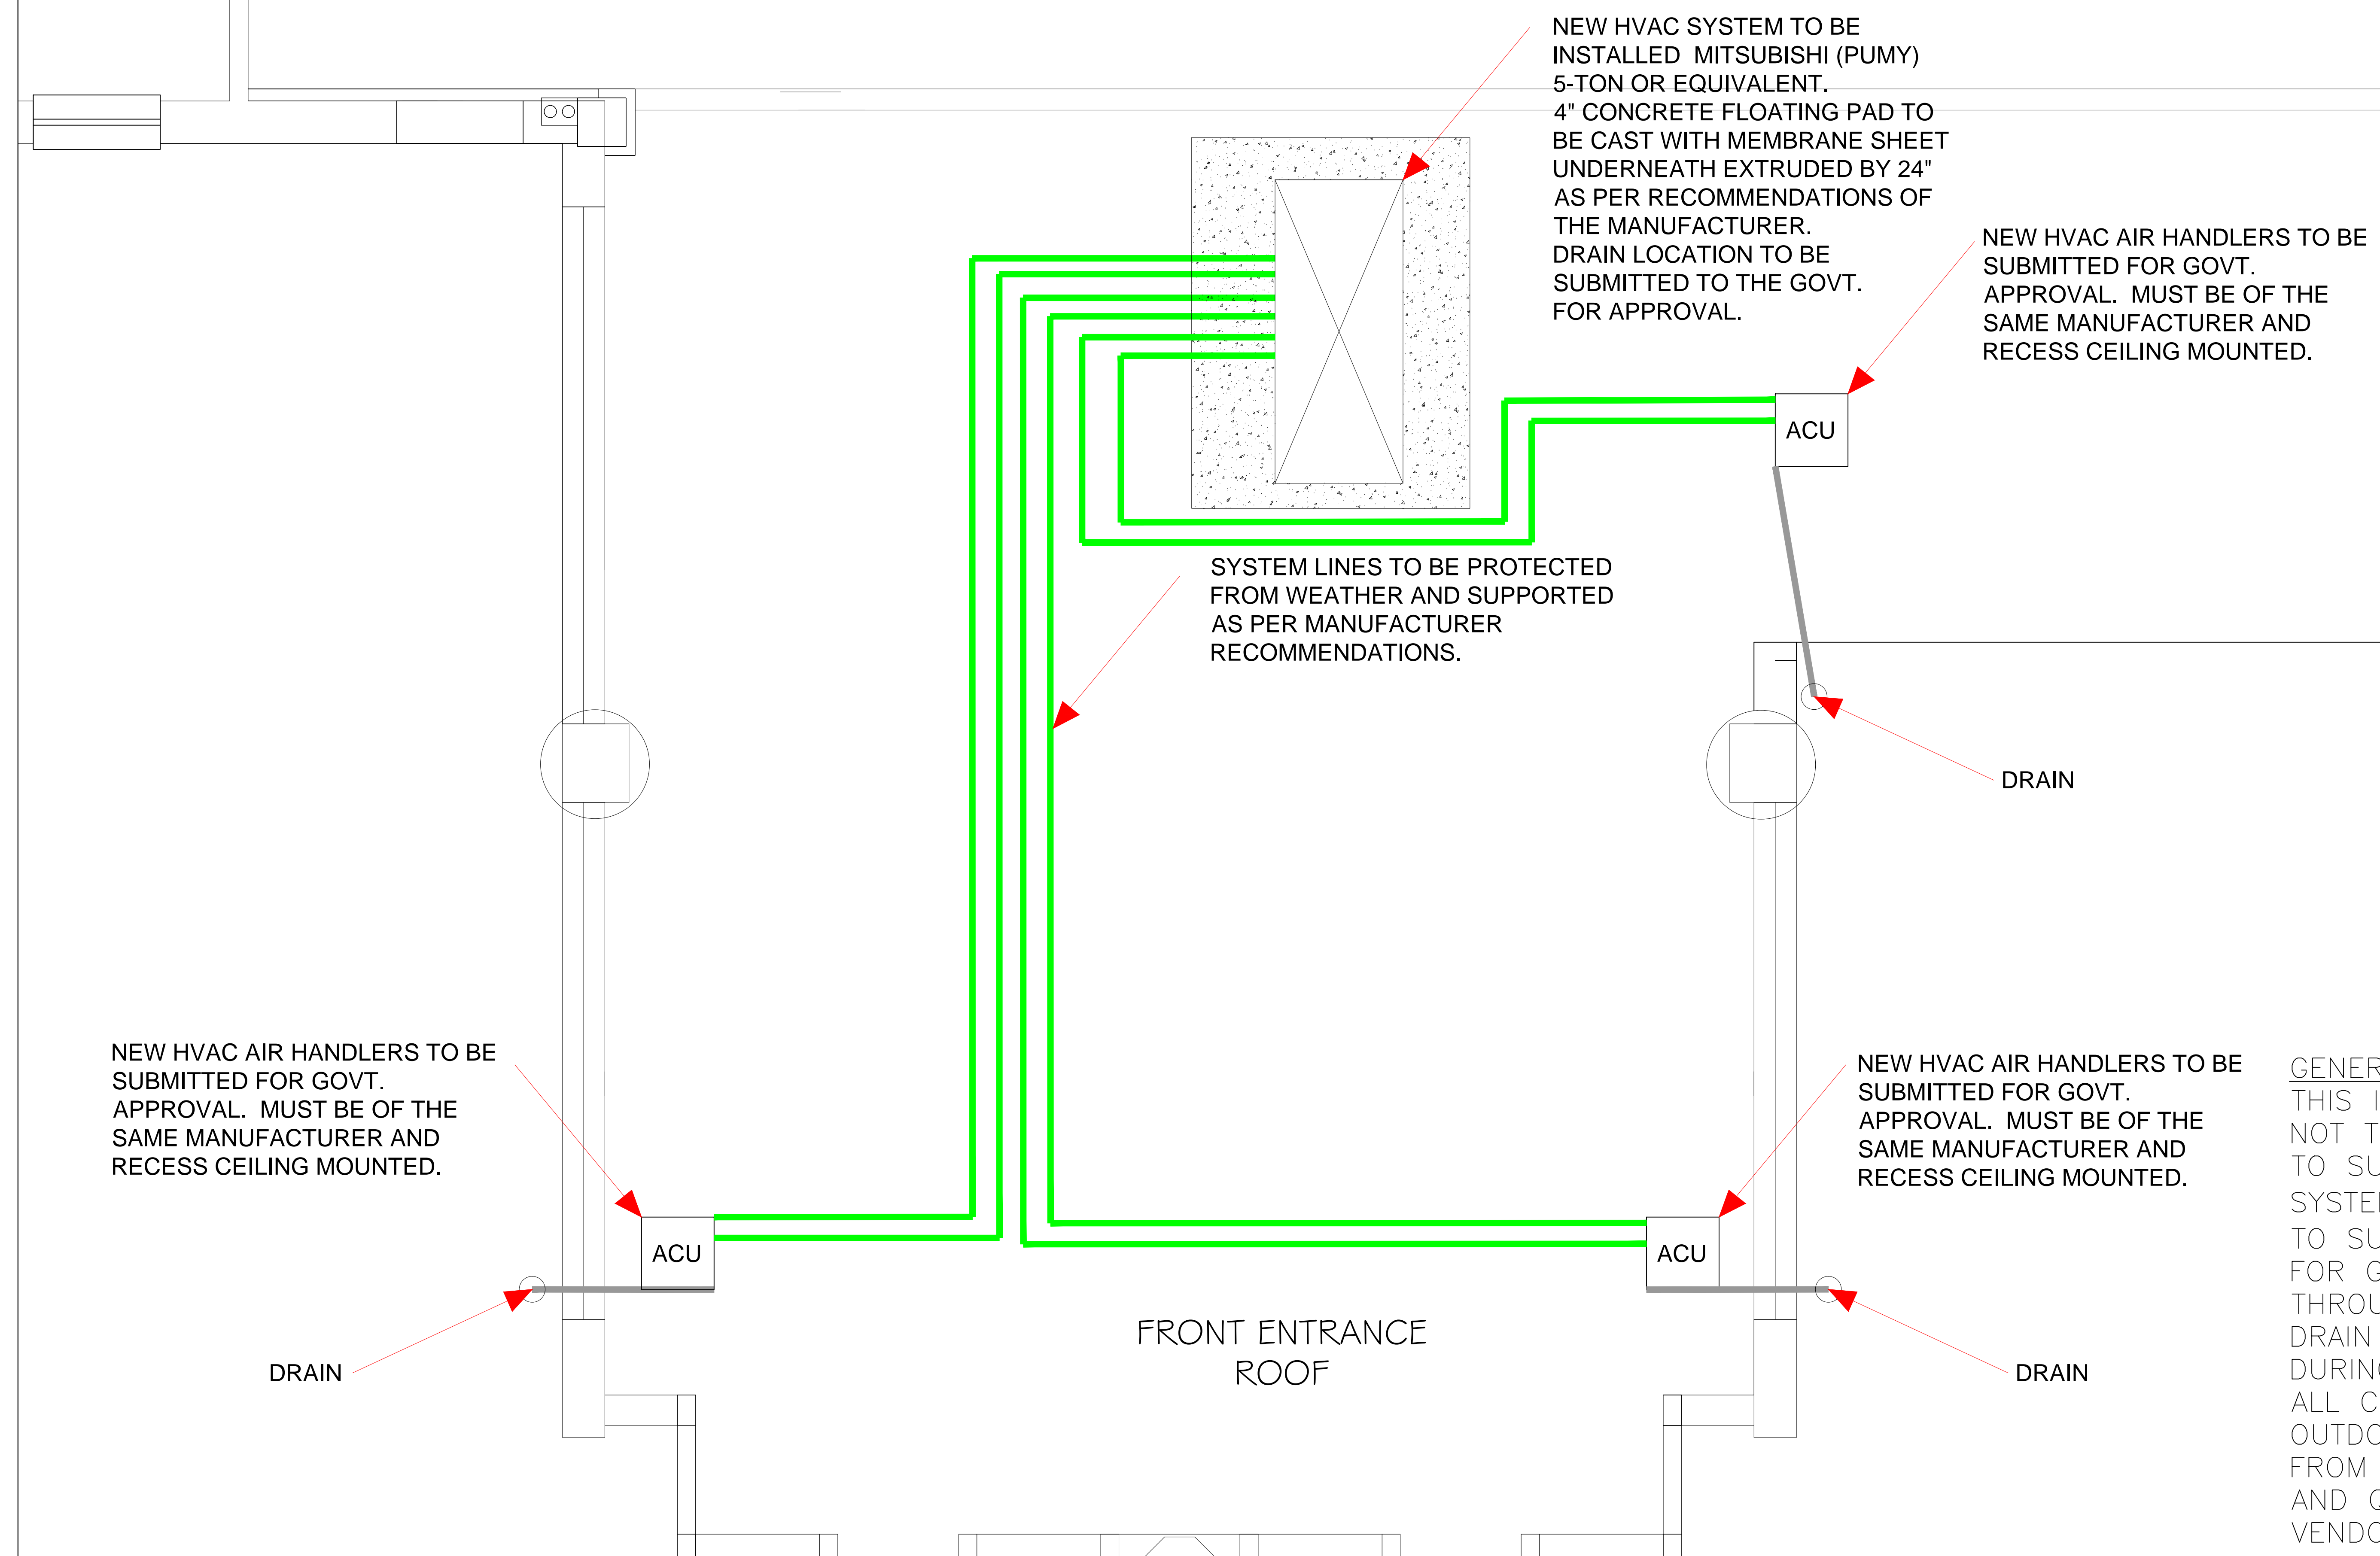 NEW HVAC SYSTEM TO BE
INSTALLED  MITSUBISHI (PUMY)
5-TON OR EQUIVALENT.
4" CONCRETE FLOATING PAD TO
BE CAST WITH MEMBRANE SHEET
UNDERNEATH EXTRUDED BY 24"
AS PER RECOMMENDATIONS OF
THE MANUFACTURER.
DRAIN LOCATION TO BE
SUBMITTED TO THE GOVT.
FOR APPROVAL.
NEW HVAC AIR HANDLERS TO BE
SUBMITTED FOR GOVT.
APPROVAL.  MUST BE OF THE
SAME MANUFACTURER AND
RECESS CEILING MOUNTED.
ACU
SYSTEM LINES TO BE PROTECTED
FROM WEATHER AND SUPPORTED
AS PER MANUFACTURER
RECOMMENDATIONS.
DRAIN
NEW HVAC AIR HANDLERS TO BE
SUBMITTED FOR GOVT.
APPROVAL.  MUST BE OF THE
SAME MANUFACTURER AND
RECESS CEILING MOUNTED.
ACU
DRAIN
NEW HVAC AIR HANDLERS TO BE
SUBMITTED FOR GOVT.
APPROVAL.  MUST BE OF THE
SAME MANUFACTURER AND
RECESS CEILING MOUNTED.
ACU
DRAIN
FRONT ENTRANCE
ROOF
THIS
NOT
TO
TO
FOR
DRAIN
ALL
FROM
AND